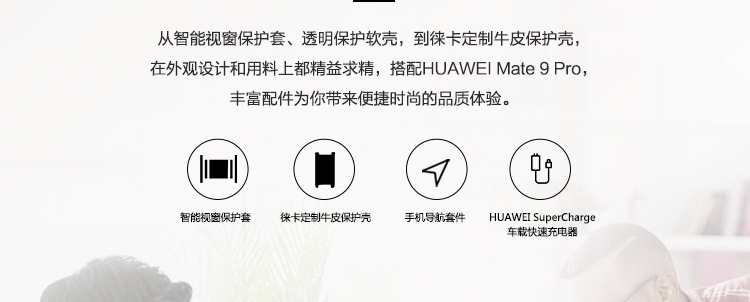 从智能视窗保护套、透明保护软壳，到徕卡定制牛皮保护壳，
在外观设计和用料上都精益求精，搭配HUAWEI Mate 9 Pro，
丰富配件为你带来便捷时尚的品质体验。
智能视窗保护套
徕卡定制牛皮保护壳
手机导航套件
HUAWEI SuperCharge
车载快速充电器